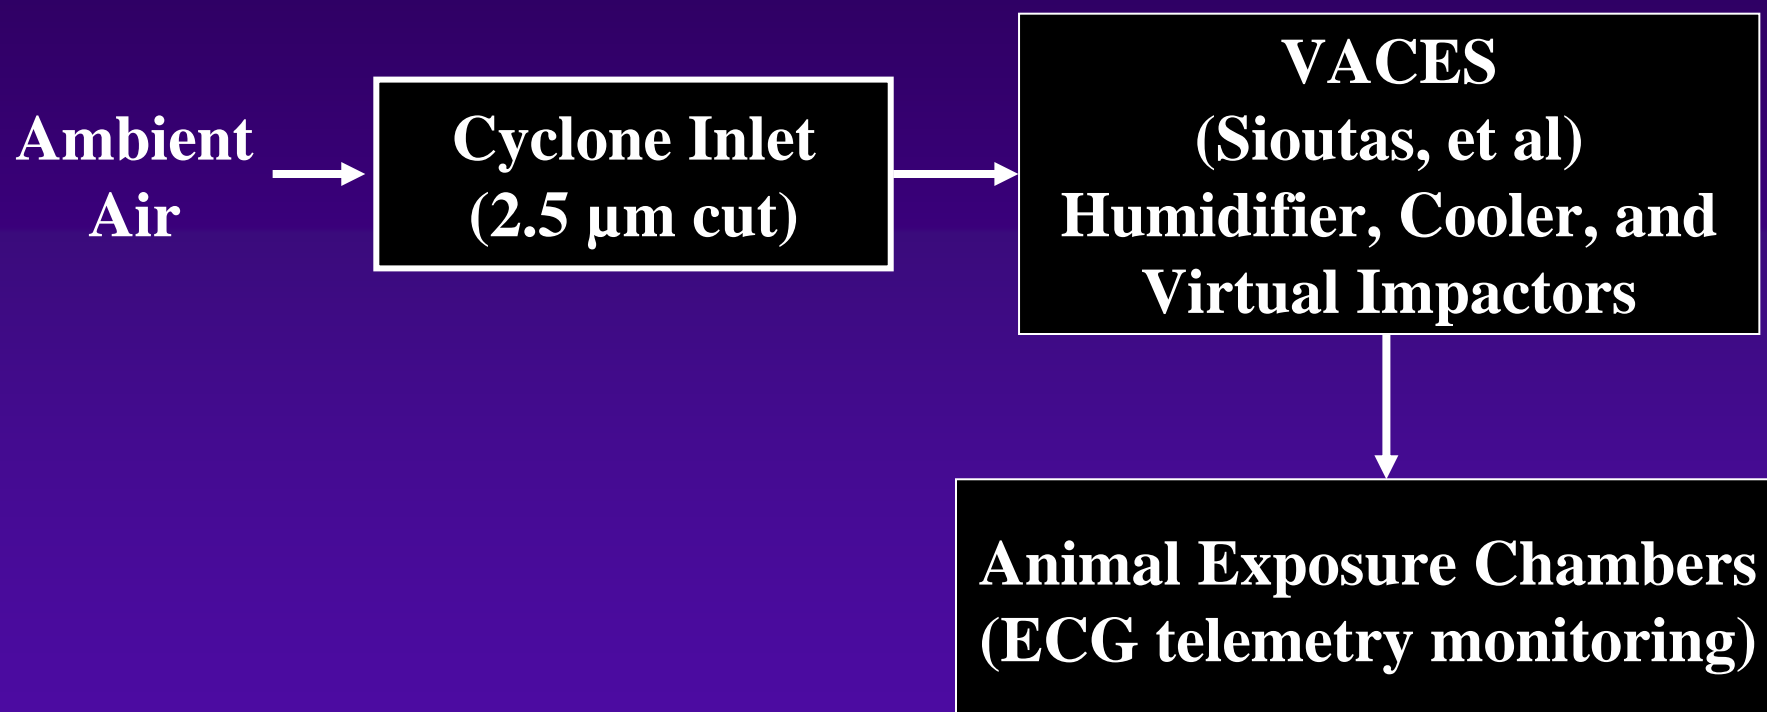 Ambient
Air
Cyclone Inlet
(2.5 µm cut)
VACES
(Sioutas, et al)
Humidifier, Cooler, and
Virtual Impactors
Animal Exposure Chambers
(ECG telemetry monitoring)